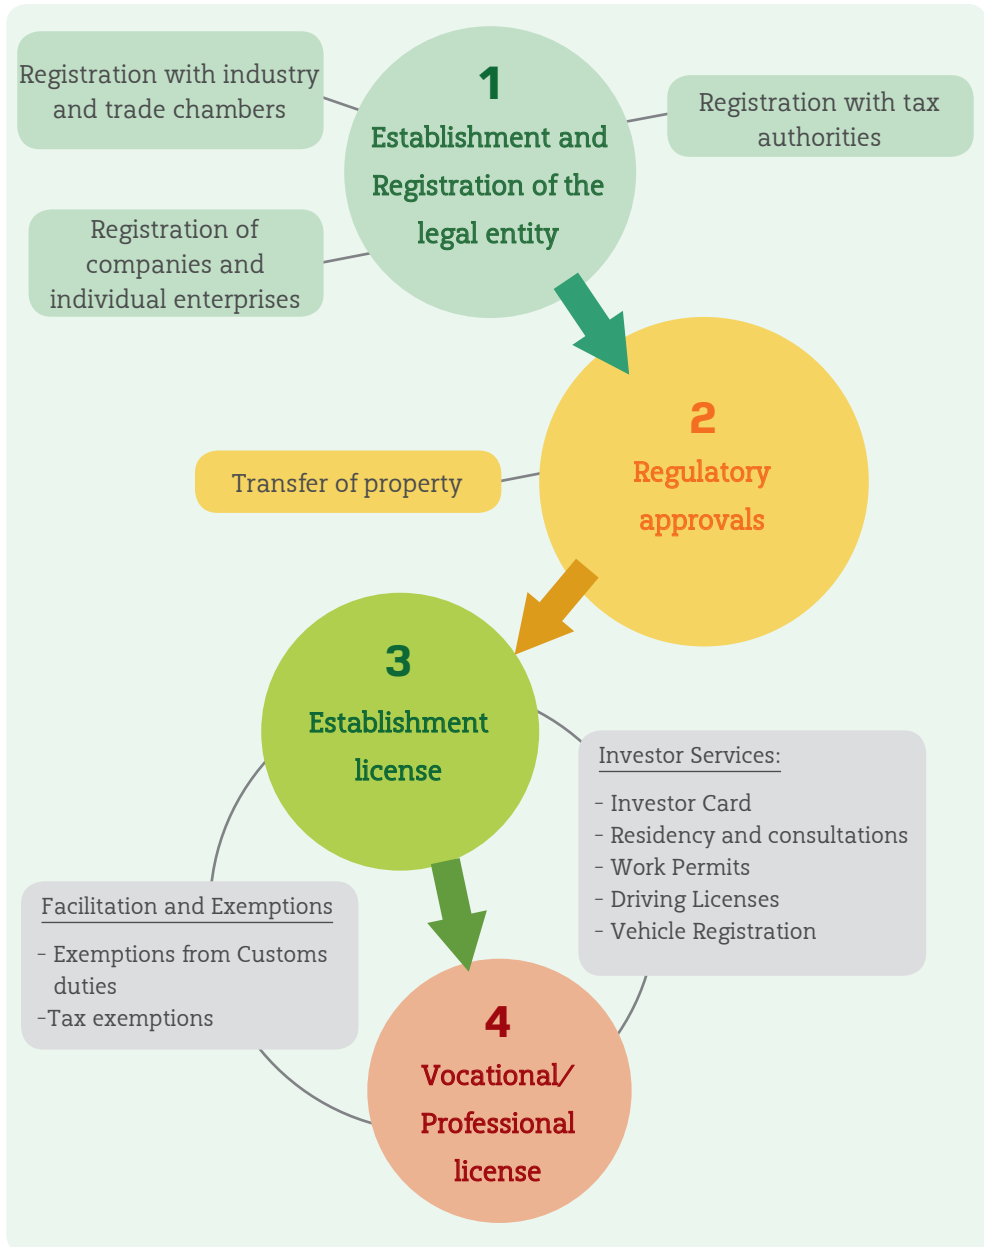 Registration with industry
and trade chambers
1
Establishment and
Registration of the
legal entity
Registration with tax
authorities
Registration of
companies and
individual enterprises
2
Regulatory
approvals
Transfer of property
3
Establishment
license
Investor Services:
- Investor Card
- Residency and consultations
- Work Permits
- Driving Licenses
- Vehicle Registration
Facilitation and Exemptions
- Exemptions from Customs
duties
-Tax exemptions
4
Vocational/
Professional
license